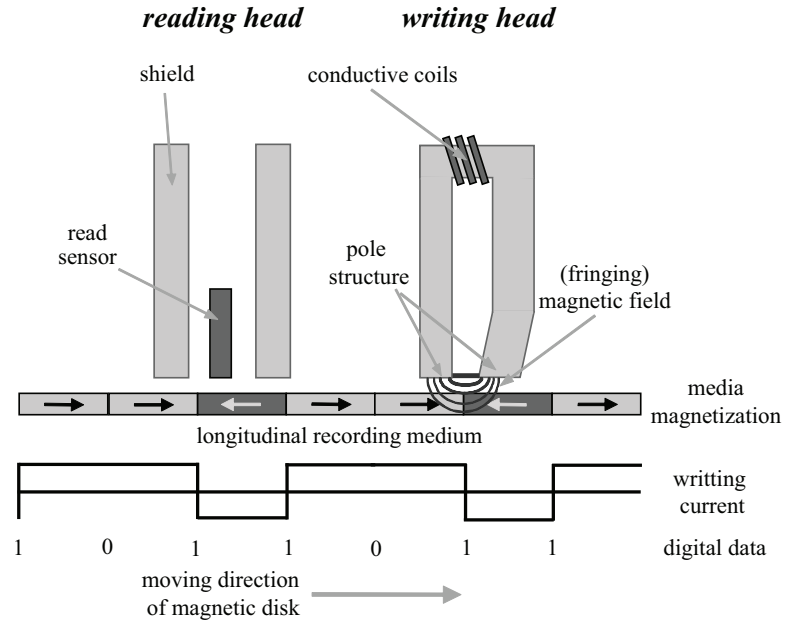 reading head
writing head
shield
conductive coils
read
sensor
pole
structure
(fringing)
magnetic field
media
magnetization
longitudinal recording medium
writting
current
1 0 1 1 0 1 1
digital data
moving direction
of magnetic disk